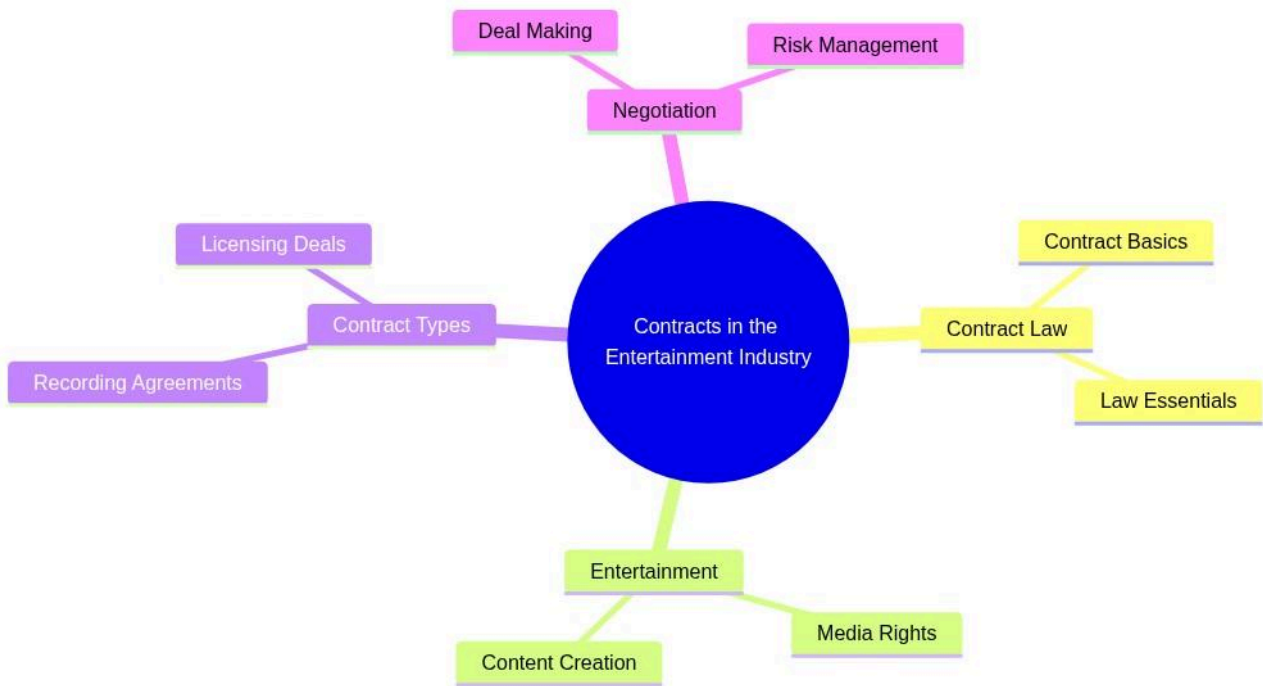 Deal Making
Risk Management
Negotiation
Licensing Deals
Contract Types
Recording Agreements
Contracts in the
Entertainment Industry
Contract Basics
Contract Law
Law Essentials
Entertainment
Media Rights
Content Creation